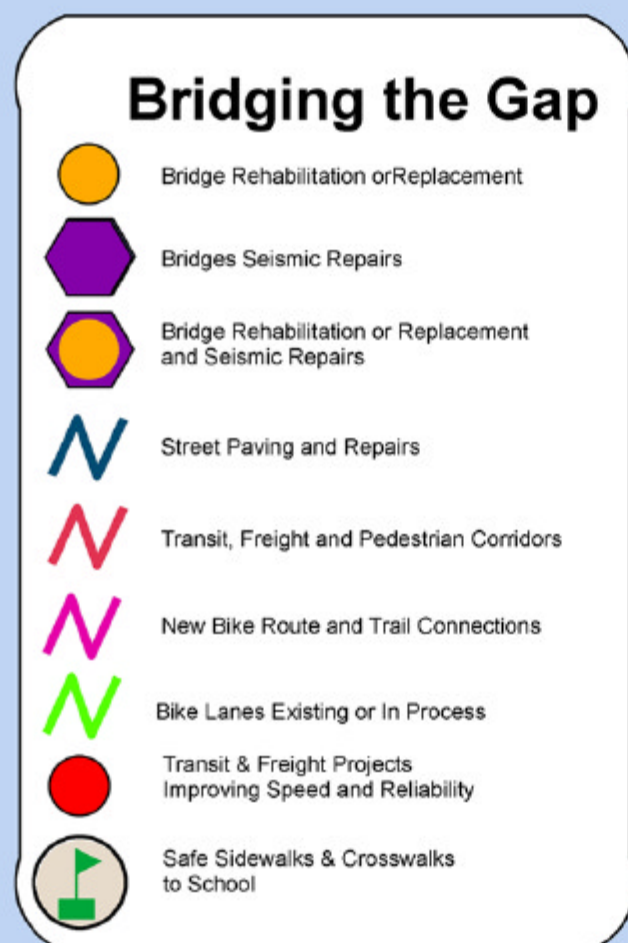 Bridging the Gap
Bridge Rehabilitation orReplacement
Bridges Seismic Repairs
Bridge Rehabilitation or Replacement
and Seismic Repairs
Street Paving and Repairs
Transit, Freight and Pedestrian Corridors
New Bike Route and Trail Connections
Bike Lanes Existing or In Process
Transit & Freight Projects
Improving Speed and Reliability
Safe Sidewalks & Crosswalks
to School